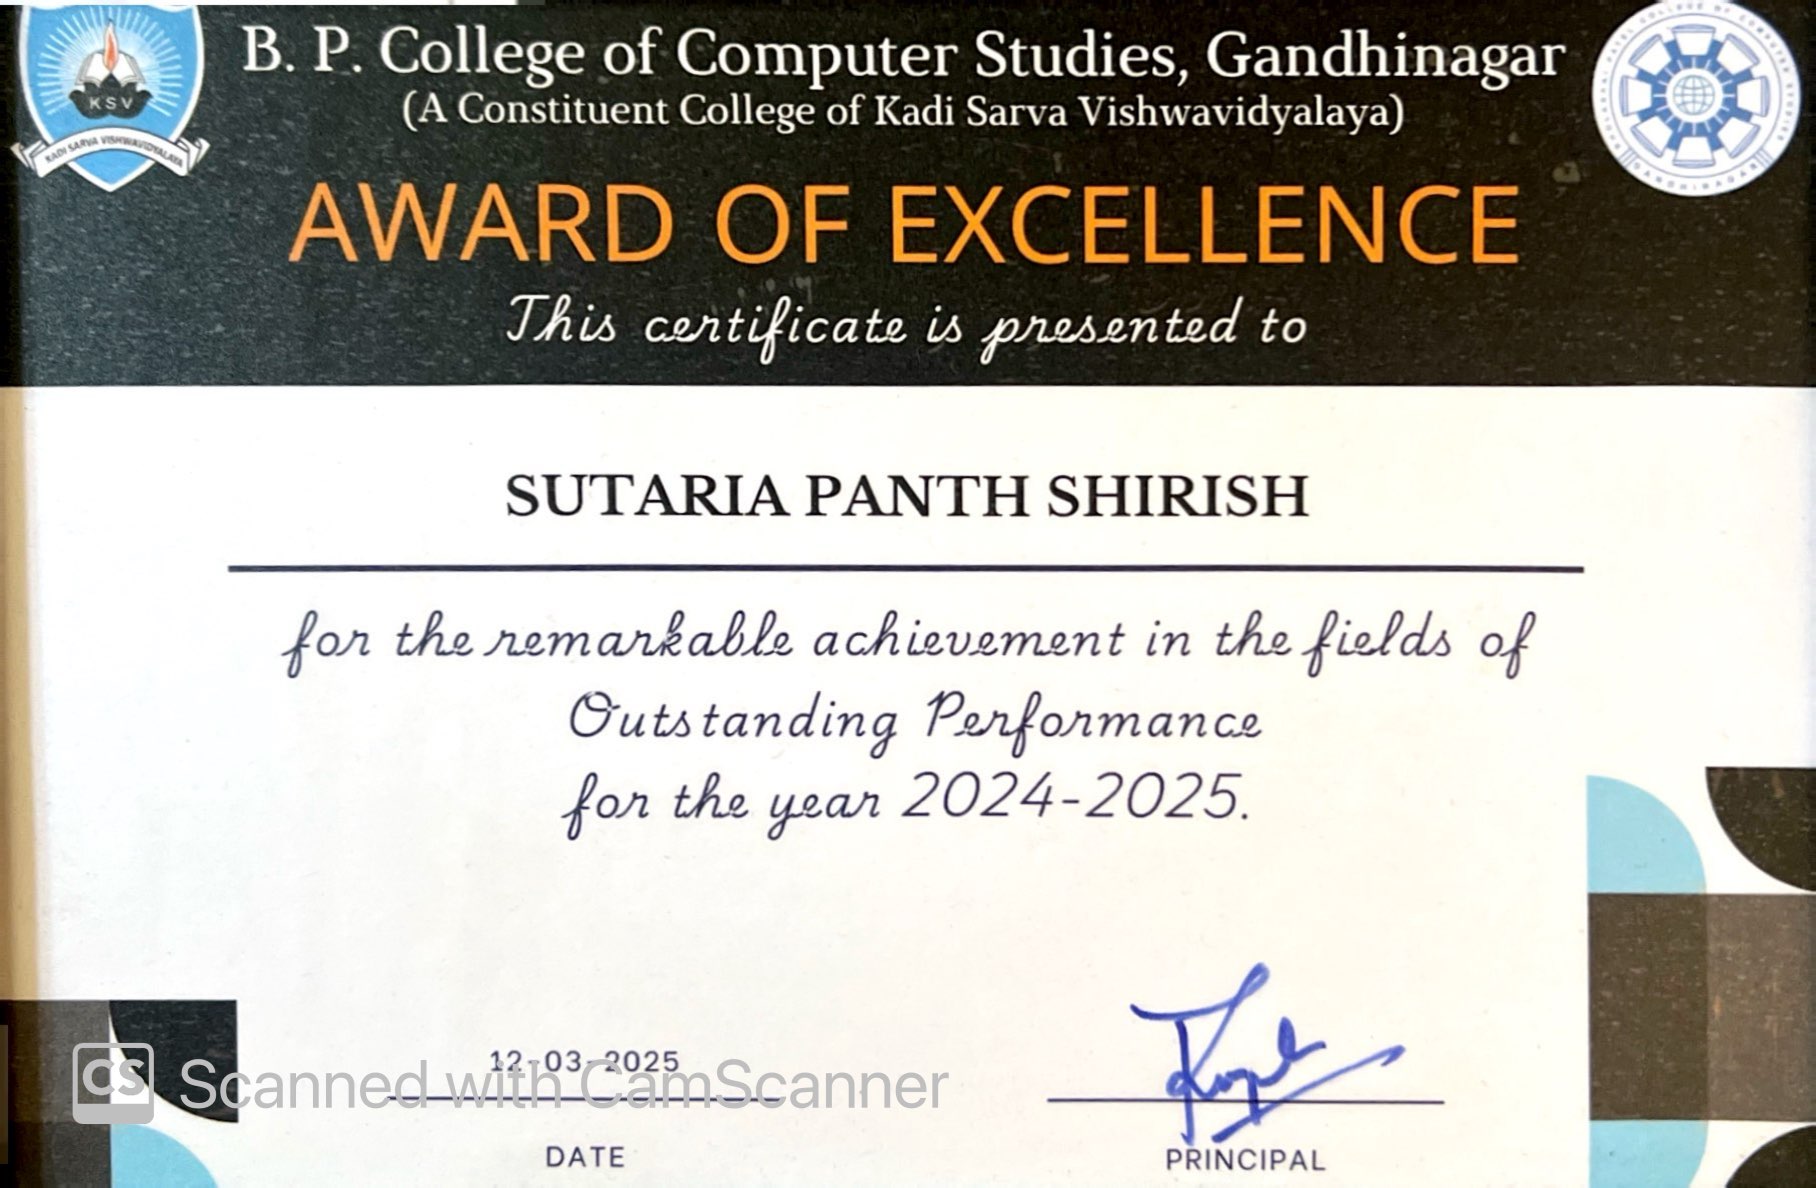 B. P. College of Computer Studies, Gandhinagar
(A Constituent College of Kadi Sarva Vishwavidyalaya)
KSV
KADI SARVA VISHWAVIDYALAYA
AWARD OF EXCELLENCE
This certificate is presented to
SUTARIA PANTH SHIRISH
for the remarkable achievement in the fields of
Outstanding Performance
for the year 2024-2025.
12-03-2025
CS Scanned with CamScanner
DATE
PRINCIPAL